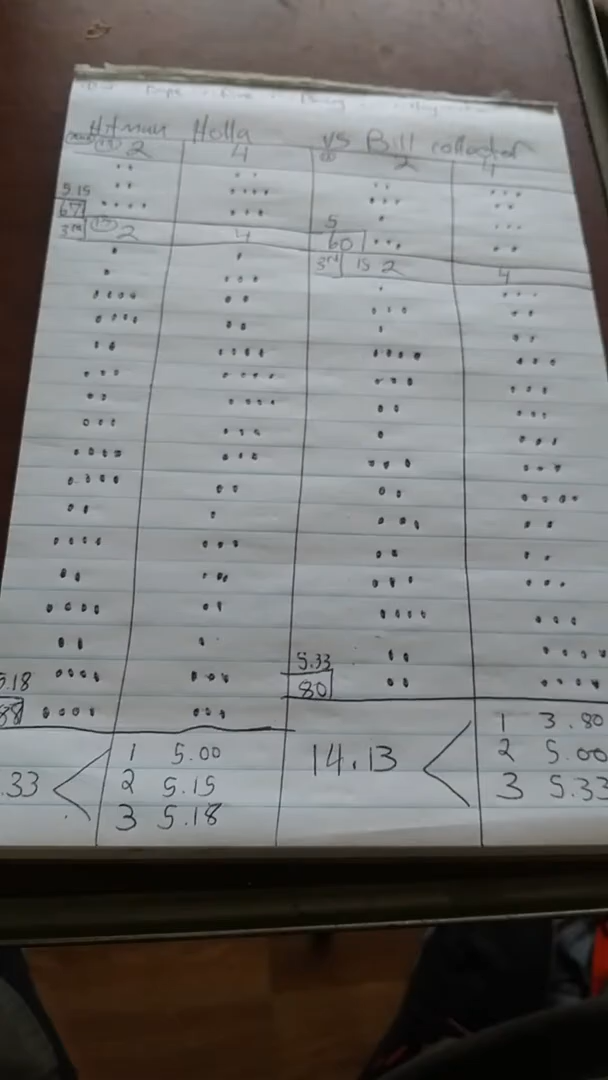 Hitman Holla vs Bill collector
2 4 2 4
5.15
67 5
3rd 2 4 60
3rd 15 2 4
5.33
5.18 80
88
1 5.00 1 3.80
.33 2 5.15 14.13 2 5.00
3 5.18 3 5.33